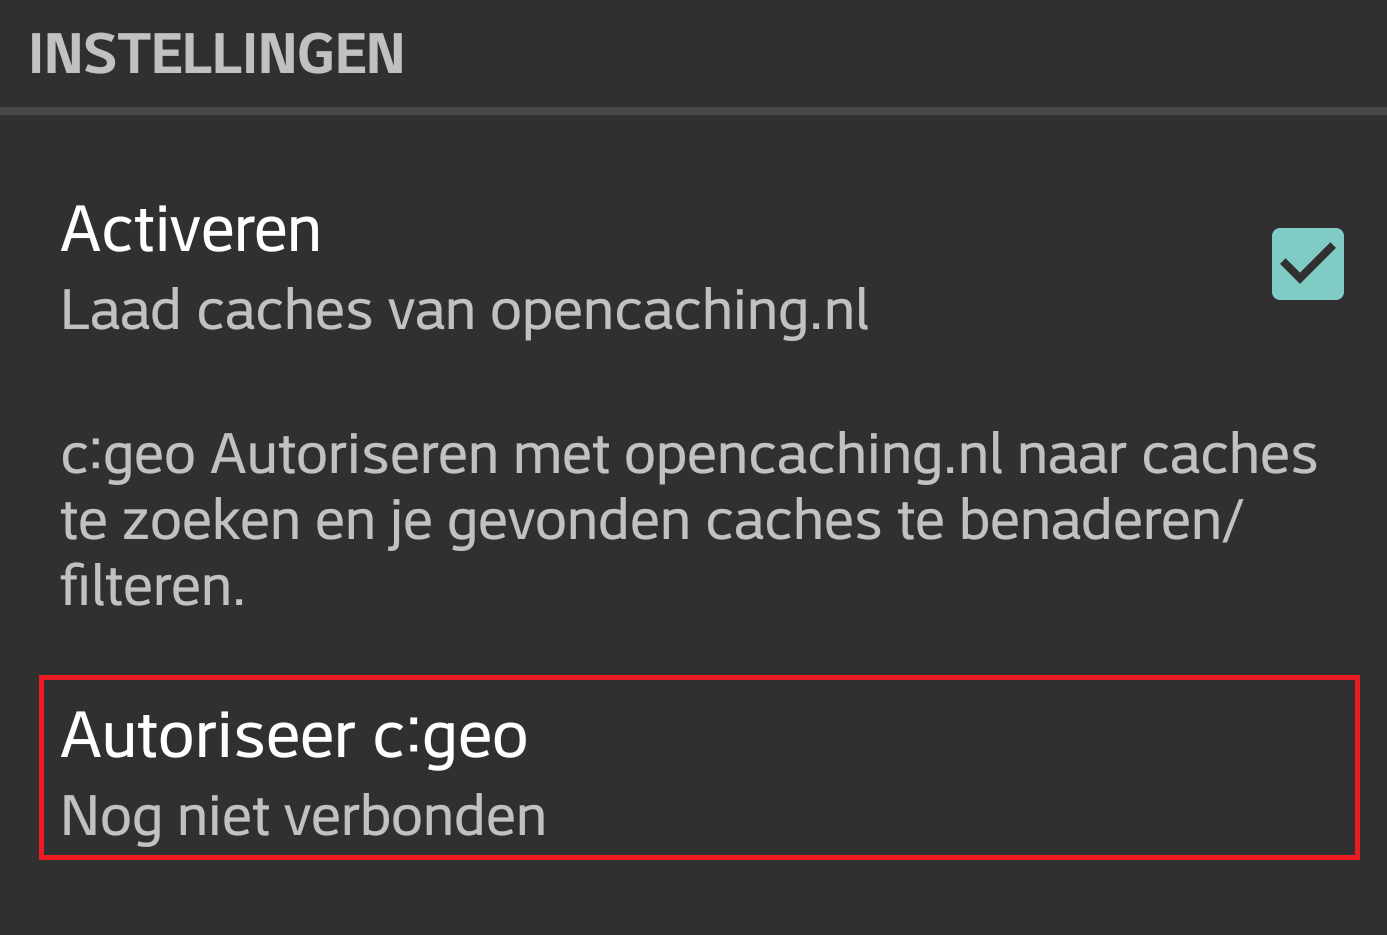 INSTELLINGEN
Activeren
Laad caches van opencaching.nl
c:geo Autoriseren met opencaching.nl naar caches
te zoeken en je gevonden caches te benaderen/
filteren.
Autoriseer c:geo
Nog niet verbonden